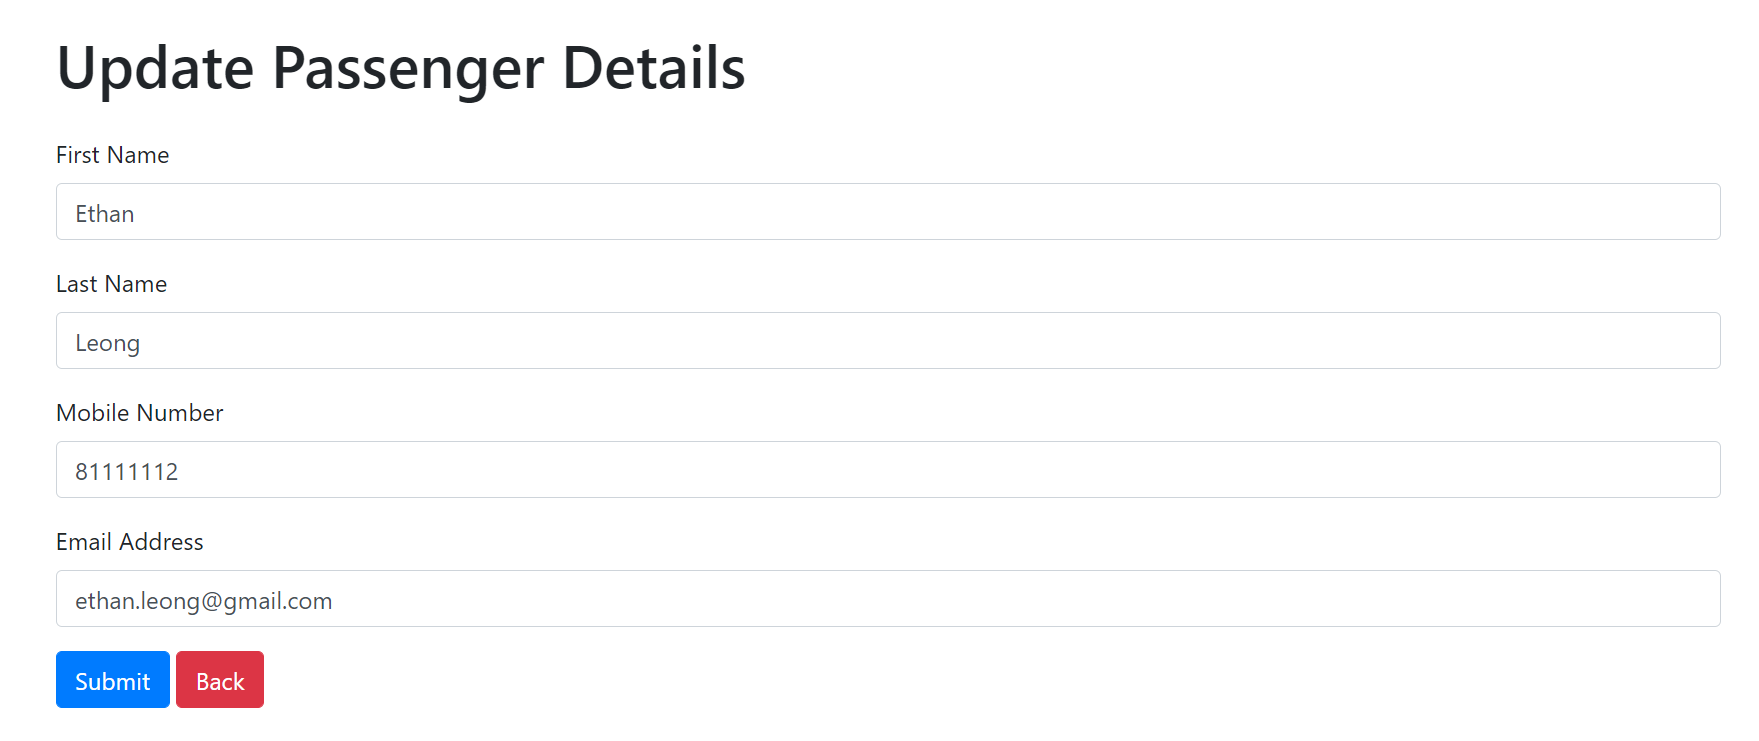 Update Passenger Details
First Name
Ethan
Last Name
Leong
Mobile Number
81111112
Email Address
ethan.leong@gmail.com
Submit Back